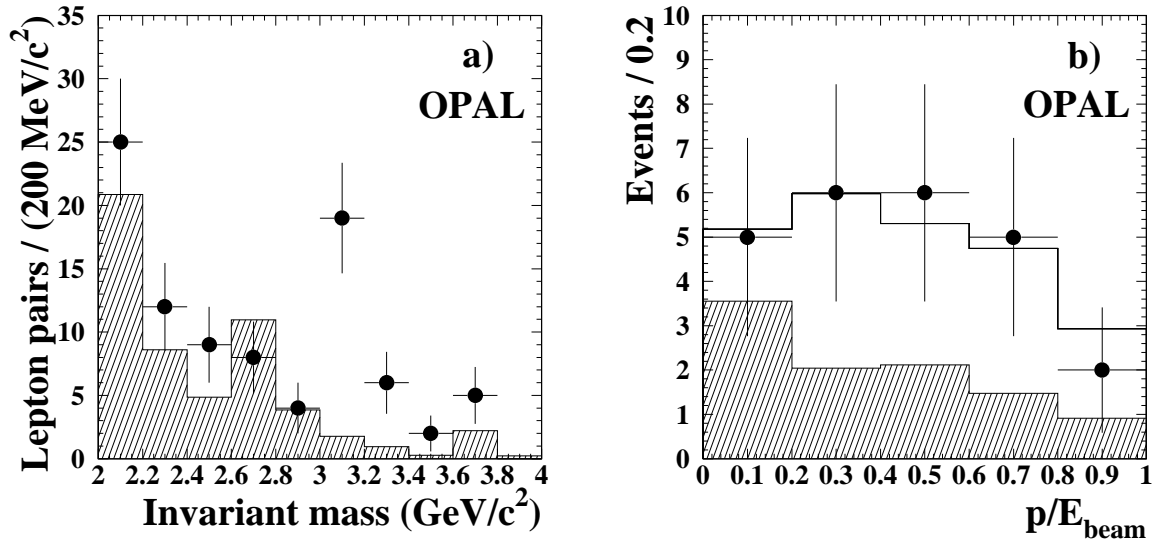 Lepton pairs / (200 MeV/c²)
35
30
25
20
15
10
5
0
a)
OPAL
2 2.2 2.4 2.6 2.8 3 3.2 3.4 3.6 3.8 4
Invariant mass (GeV/c²)
Events / 0.2
10
9
8
7
6
5
4
3
2
1
0
b)
OPAL
0 0.1 0.2 0.3 0.4 0.5 0.6 0.7 0.8 0.9 1
p/E_beam